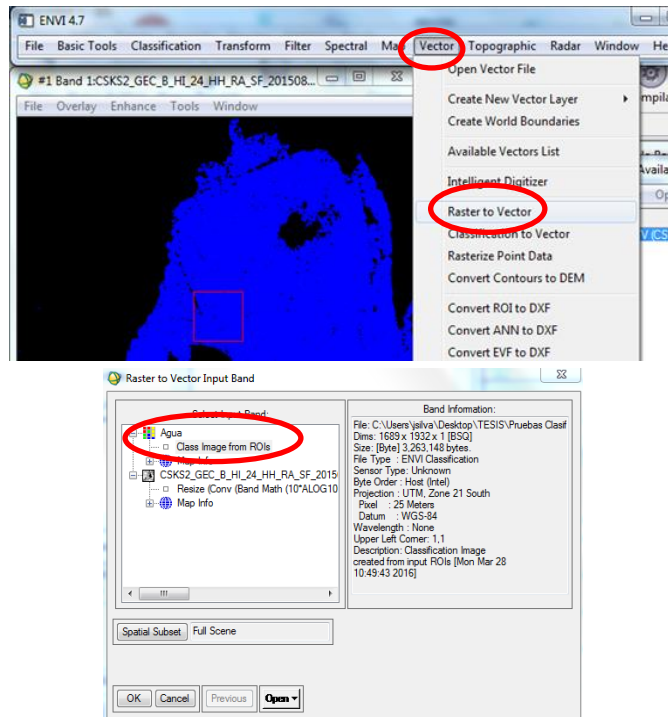 ENVI 4.7
File Basic Tools Classification Transform Filter Spectral Map Vector Topographic Radar Window He
#1 Band 1:CSKS2_GEC_B_HI_24_HH_RA_SF_201508...
File Overlay Enhance Tools Window
Open Vector File
Create New Vector Layer
Create World Boundaries
Available Vectors List
Intelligent Digitizer
Raster to Vector
Classification to Vector
Rasterize Point Data
Convert Contours to DEM
Convert ROI to DXF
Convert ANN to DXF
Convert EVF to DXF
mpila
Availa
Op
V (CS
Raster to Vector Input Band
Select Input Band:
Agua
Class Image from ROIs
Map Info
CSKS2_GEC_B_HI_24_HH_RA_SF_2015
Resize (Conv (Band Math (10*ALOG10
Map Info
Band Information:
File: C:\Users\jsilva\Desktop\TESIS\Pruebas Clasif
Dims: 1689 x 1932 x 1 [BSQ]
Size: [Byte] 3,263,148 bytes.
File Type : ENVI Classification
Sensor Type: Unknown
Byte Order : Host (Intel)
Projection : UTM, Zone 21 South
Pixel : 25 Meters
Datum : WGS-84
Wavelength : None
Upper Left Corner: 1,1
Description: Classification Image
created from input ROIs [Mon Mar 28
10:49:43 2016]
Spatial Subset Full Scene
OK Cancel Previous Open